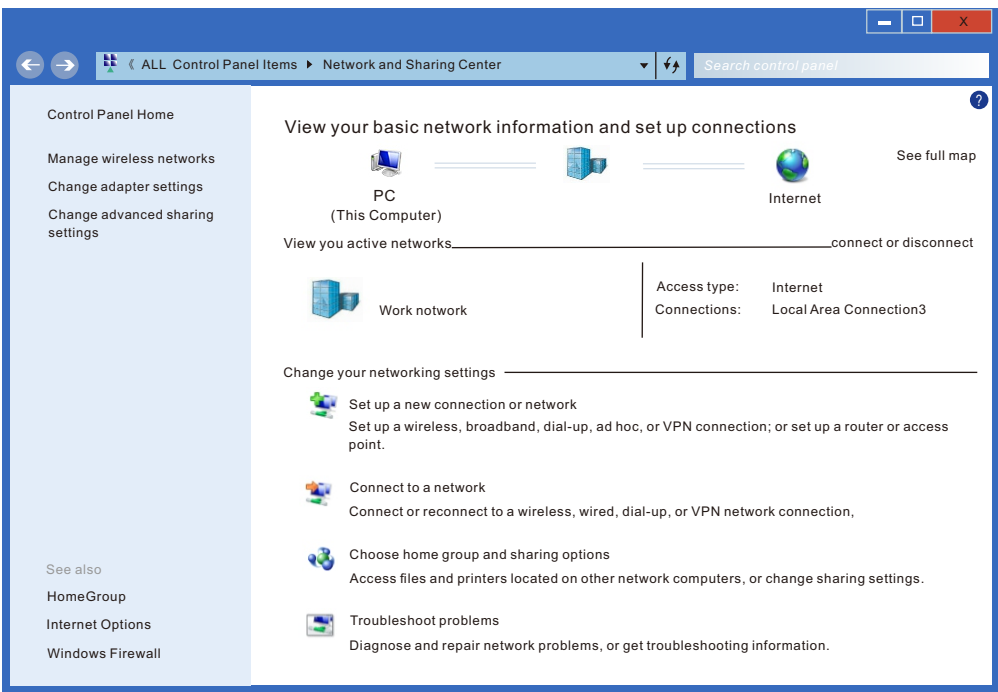 X
《 ALL Control Panel Items Network and Sharing Center
Search control panel
?
Control Panel Home
Manage wireless networks
Change adapter settings
Change advanced sharing
settings
See also
HomeGroup
Internet Options
Windows Firewall
View your basic network information and set up connections
See full map
PC
(This Computer)
Internet
View you active networks
connect or disconnect
Work notwork
Access type: Internet
Connections: Local Area Connection3
Change your networking settings
Set up a new connection or network
Set up a wireless, broadband, dial-up, ad hoc, or VPN connection; or set up a router or access
point.
Connect to a network
Connect or reconnect to a wireless, wired, dial-up, or VPN network connection,
Choose home group and sharing options
Access files and printers located on other network computers, or change sharing settings.
Troubleshoot problems
Diagnose and repair network problems, or get troubleshooting information.